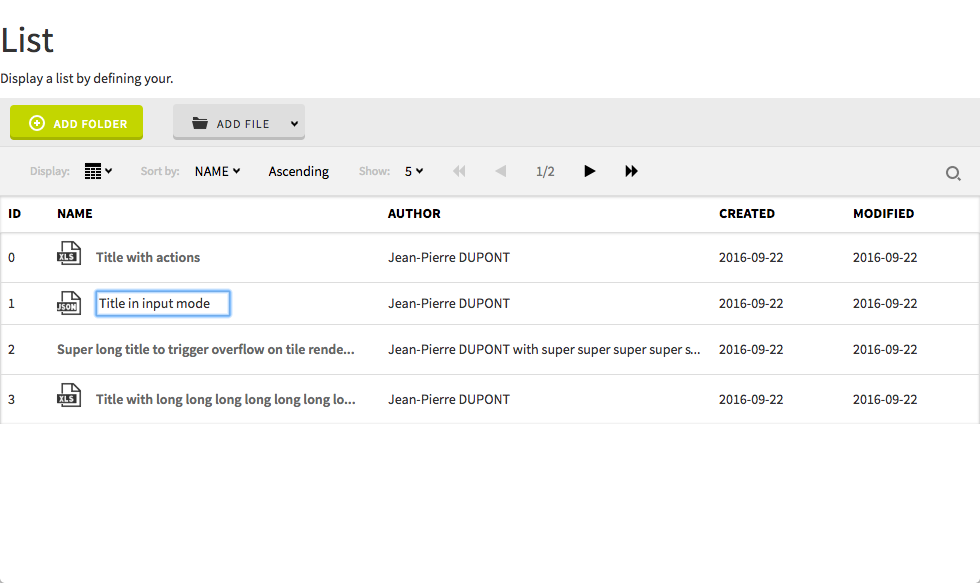 List
Display a list by defining your.
ADD FOLDER ADD FILE
Display: Sort by: NAME Ascending Show: 5 1/2
ID NAME AUTHOR CREATED MODIFIED
0 XLS Title with actions Jean-Pierre DUPONT 2016-09-22 2016-09-22
1 JSON Title in input mode Jean-Pierre DUPONT 2016-09-22 2016-09-22
2 Super long title to trigger overflow on tile rende... Jean-Pierre DUPONT with super super super super s... 2016-09-22 2016-09-22
3 XLS Title with long long long long long long lo... Jean-Pierre DUPONT 2016-09-22 2016-09-22